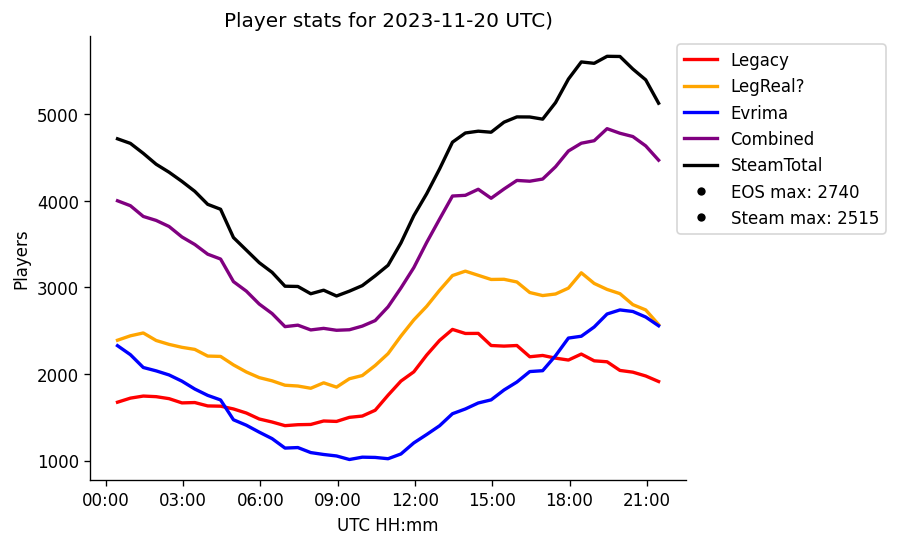 Player stats for 2023-11-20 UTC)
Players
5000
4000
3000
2000
1000
00:00 03:00 06:00 09:00 12:00 15:00 18:00 21:00
UTC HH:mm
Legacy
LegReal?
Evrima
Combined
SteamTotal
EOS max: 2740
Steam max: 2515